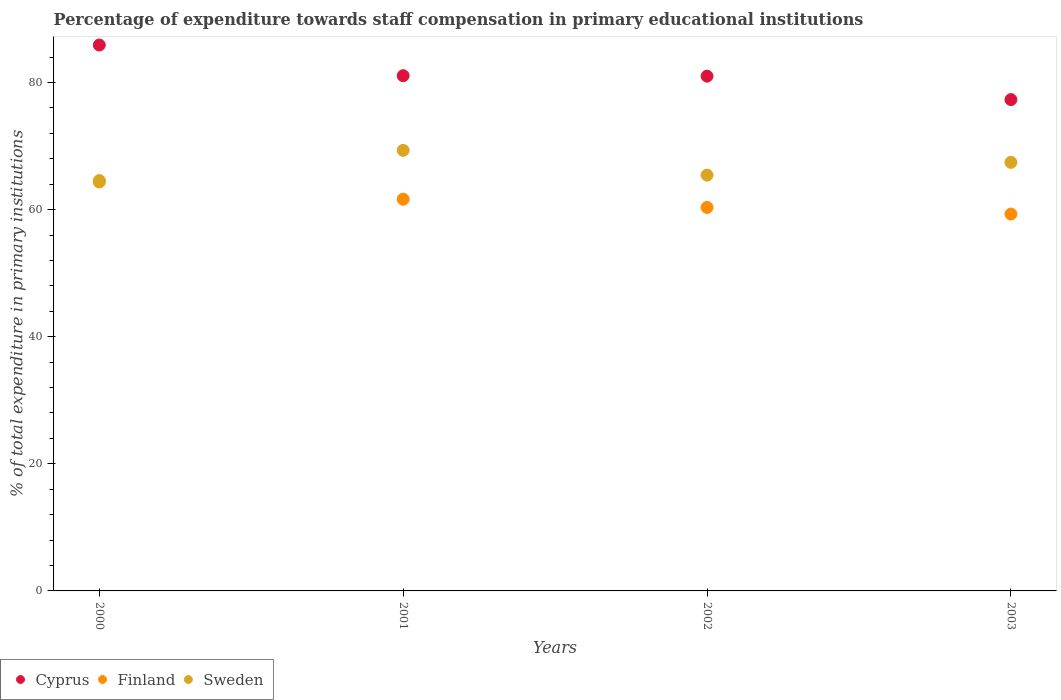 Percentage of expenditure towards staff compensation in primary educational institutions
% of total expenditure in primary institutions
80
60
40
20
0
2000
2001
2002
2003
Years
Cyprus
Finland
Sweden